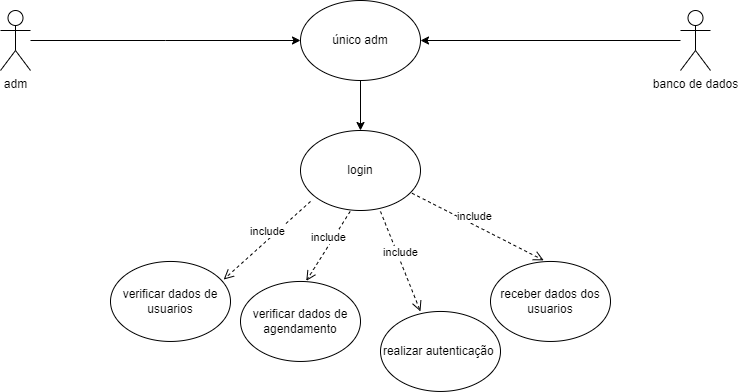 único adm
adm
banco de dados
login
include
include
include
include
verificar dados de
usuarios
verificar dados de
agendamento
realizar autenticação
receber dados dos
usuarios